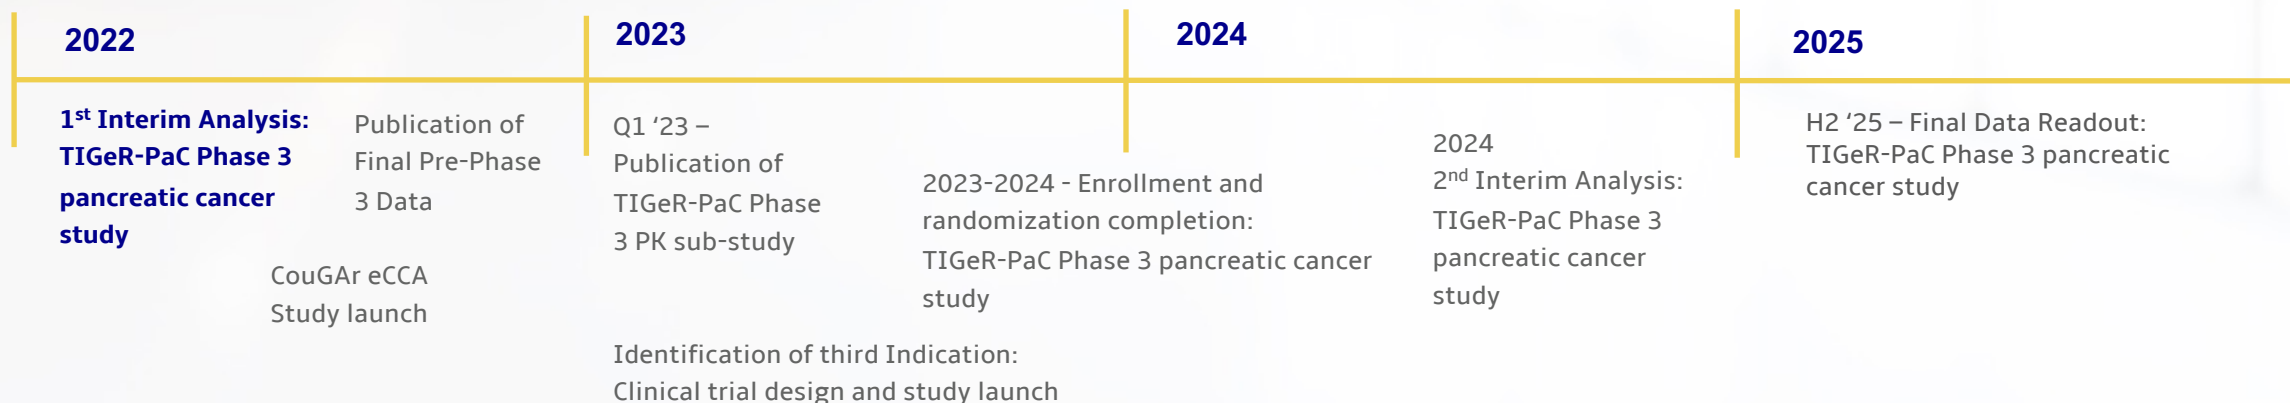 2022
2023
2024
2025
1st Interim Analysis:
TIGeR-PaC Phase 3
pancreatic cancer
study
Publication of
Final Pre-Phase
3 Data
CouGAr eCCA
Study launch
Q1 ‘23 –
Publication of
TIGeR-PaC Phase
3 PK sub-study
Identification of third Indication:
Clinical trial design and study launch
2023-2024 - Enrollment and
randomization completion:
TIGeR-PaC Phase 3 pancreatic cancer
study
2024
2nd Interim Analysis:
TIGeR-PaC Phase 3
pancreatic cancer
study
H2 ‘25 – Final Data Readout:
TIGeR-PaC Phase 3 pancreatic
cancer study